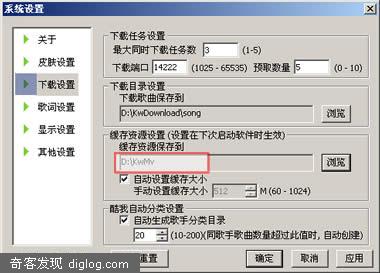 系统设置
关于
皮肤设置
下载设置
歌词设置
显示设置
其他设置
下载任务设置
最大同时下载任务数 3 (1-5)
下载端口 14222 (1025 - 65535) 预取数量 5 (0 - 10)
下载目录设置
下载歌曲保存到
D:\KwDownload\song 浏览
缓存资源设置 (设置在下次启动软件时生效)
缓存资源保存到
D:\KwMv 浏览
自动设置缓存大小
手动设置缓存大小 512 M (60 - 1024)
酷我自动分类设置
自动生成歌手分类目录
20 (10-200)(同歌手歌曲数量超过此值时, 自动创建)
重置 确定 取消 应用
奇客发现 diglog.com